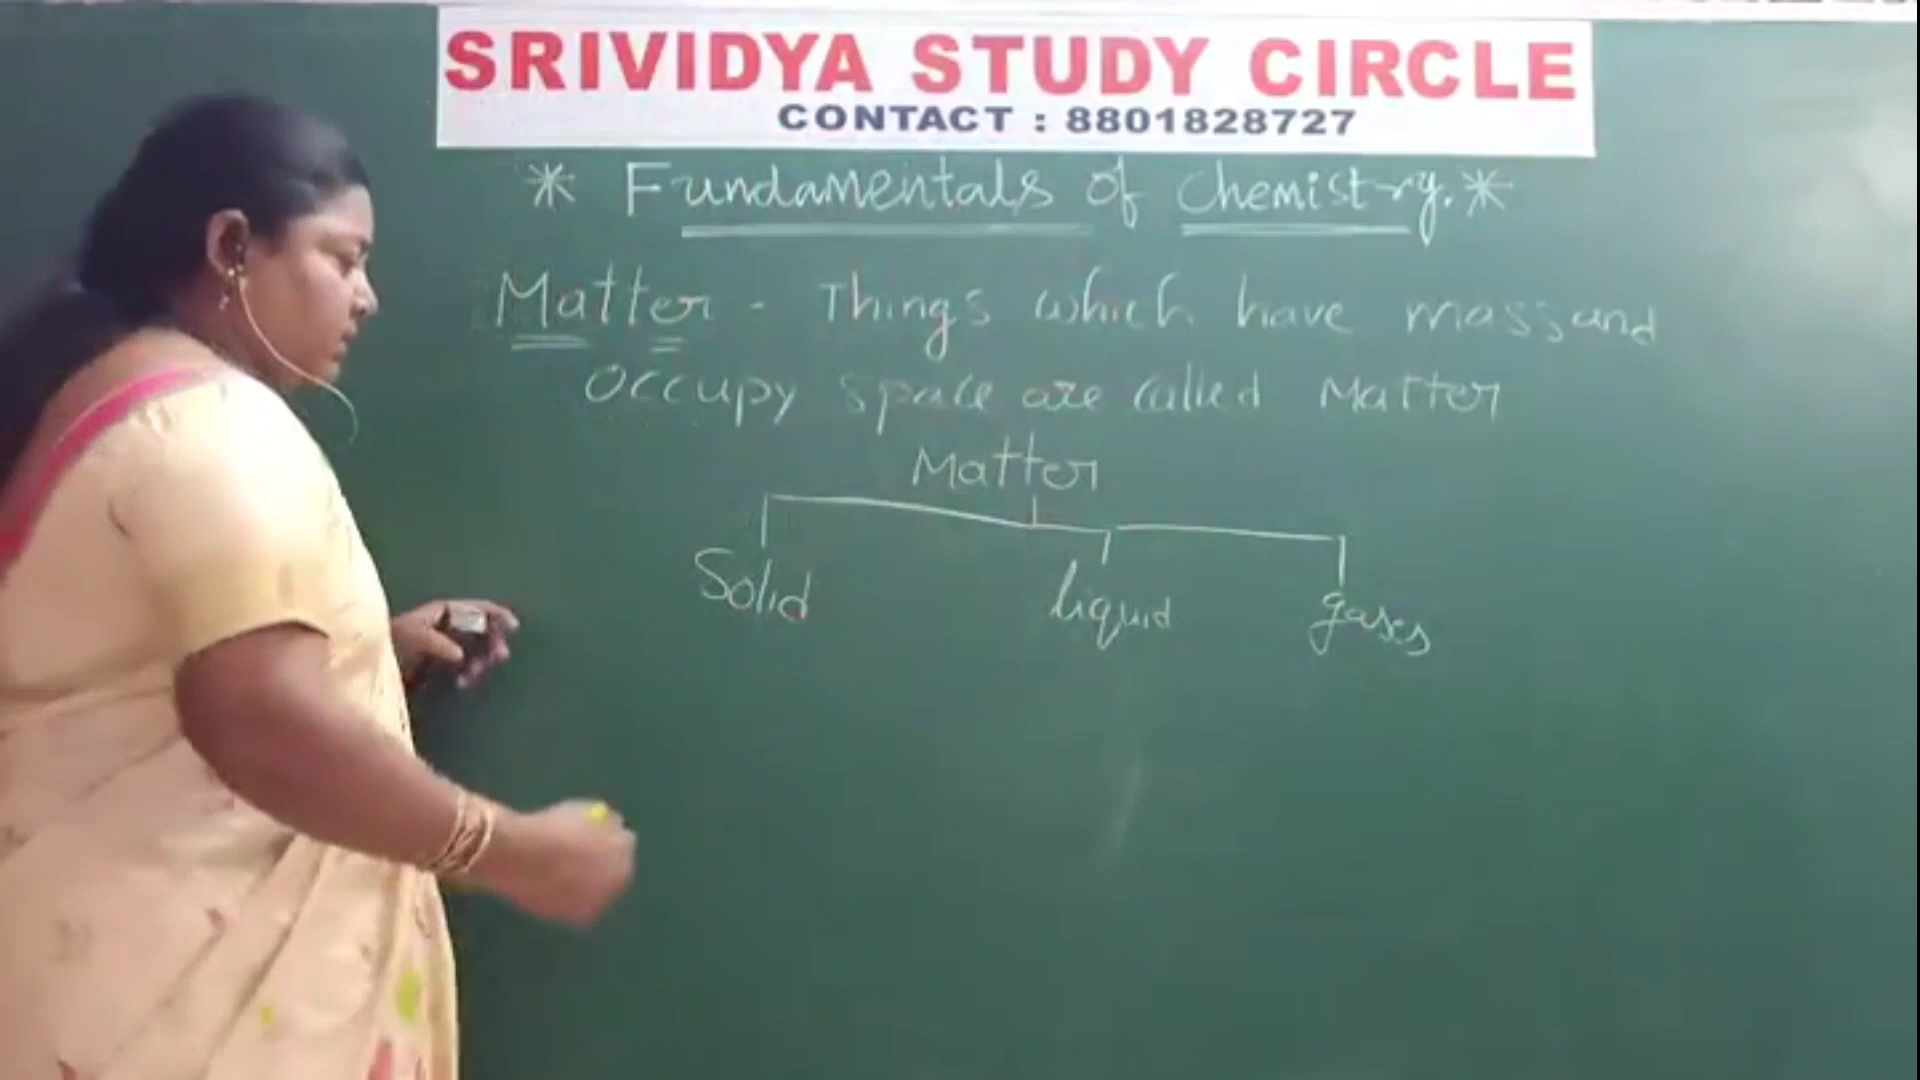 SRIVIDYA STUDY CIRCLE
CONTACT : 8801828727
* Fundamentals of Chemistry. *
Matter - Things which have mass and
occupy space are called Matter
Matter
Solid liquid gases